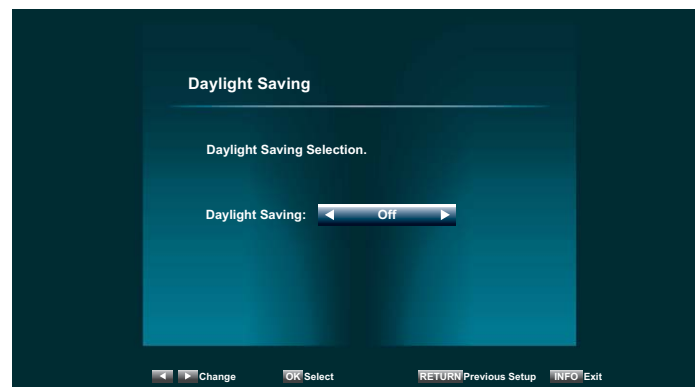 Daylight Saving
Daylight Saving Selection.
Daylight Saving: Off
Change OK Select RETURN Previous Setup INFO Exit